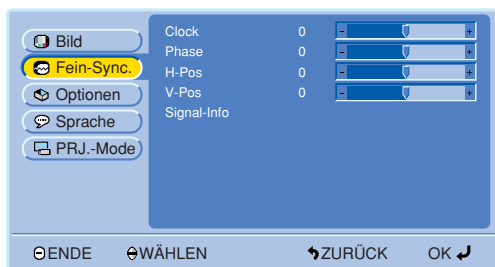 Bild
Fein-Sync.
Optionen
Sprache
PRJ.-Mode
Clock 0 - +
Phase 0 - +
H-Pos 0 - +
V-Pos 0 - +
Signal-Info
ENDE WÄHLEN ZURÜCK OK